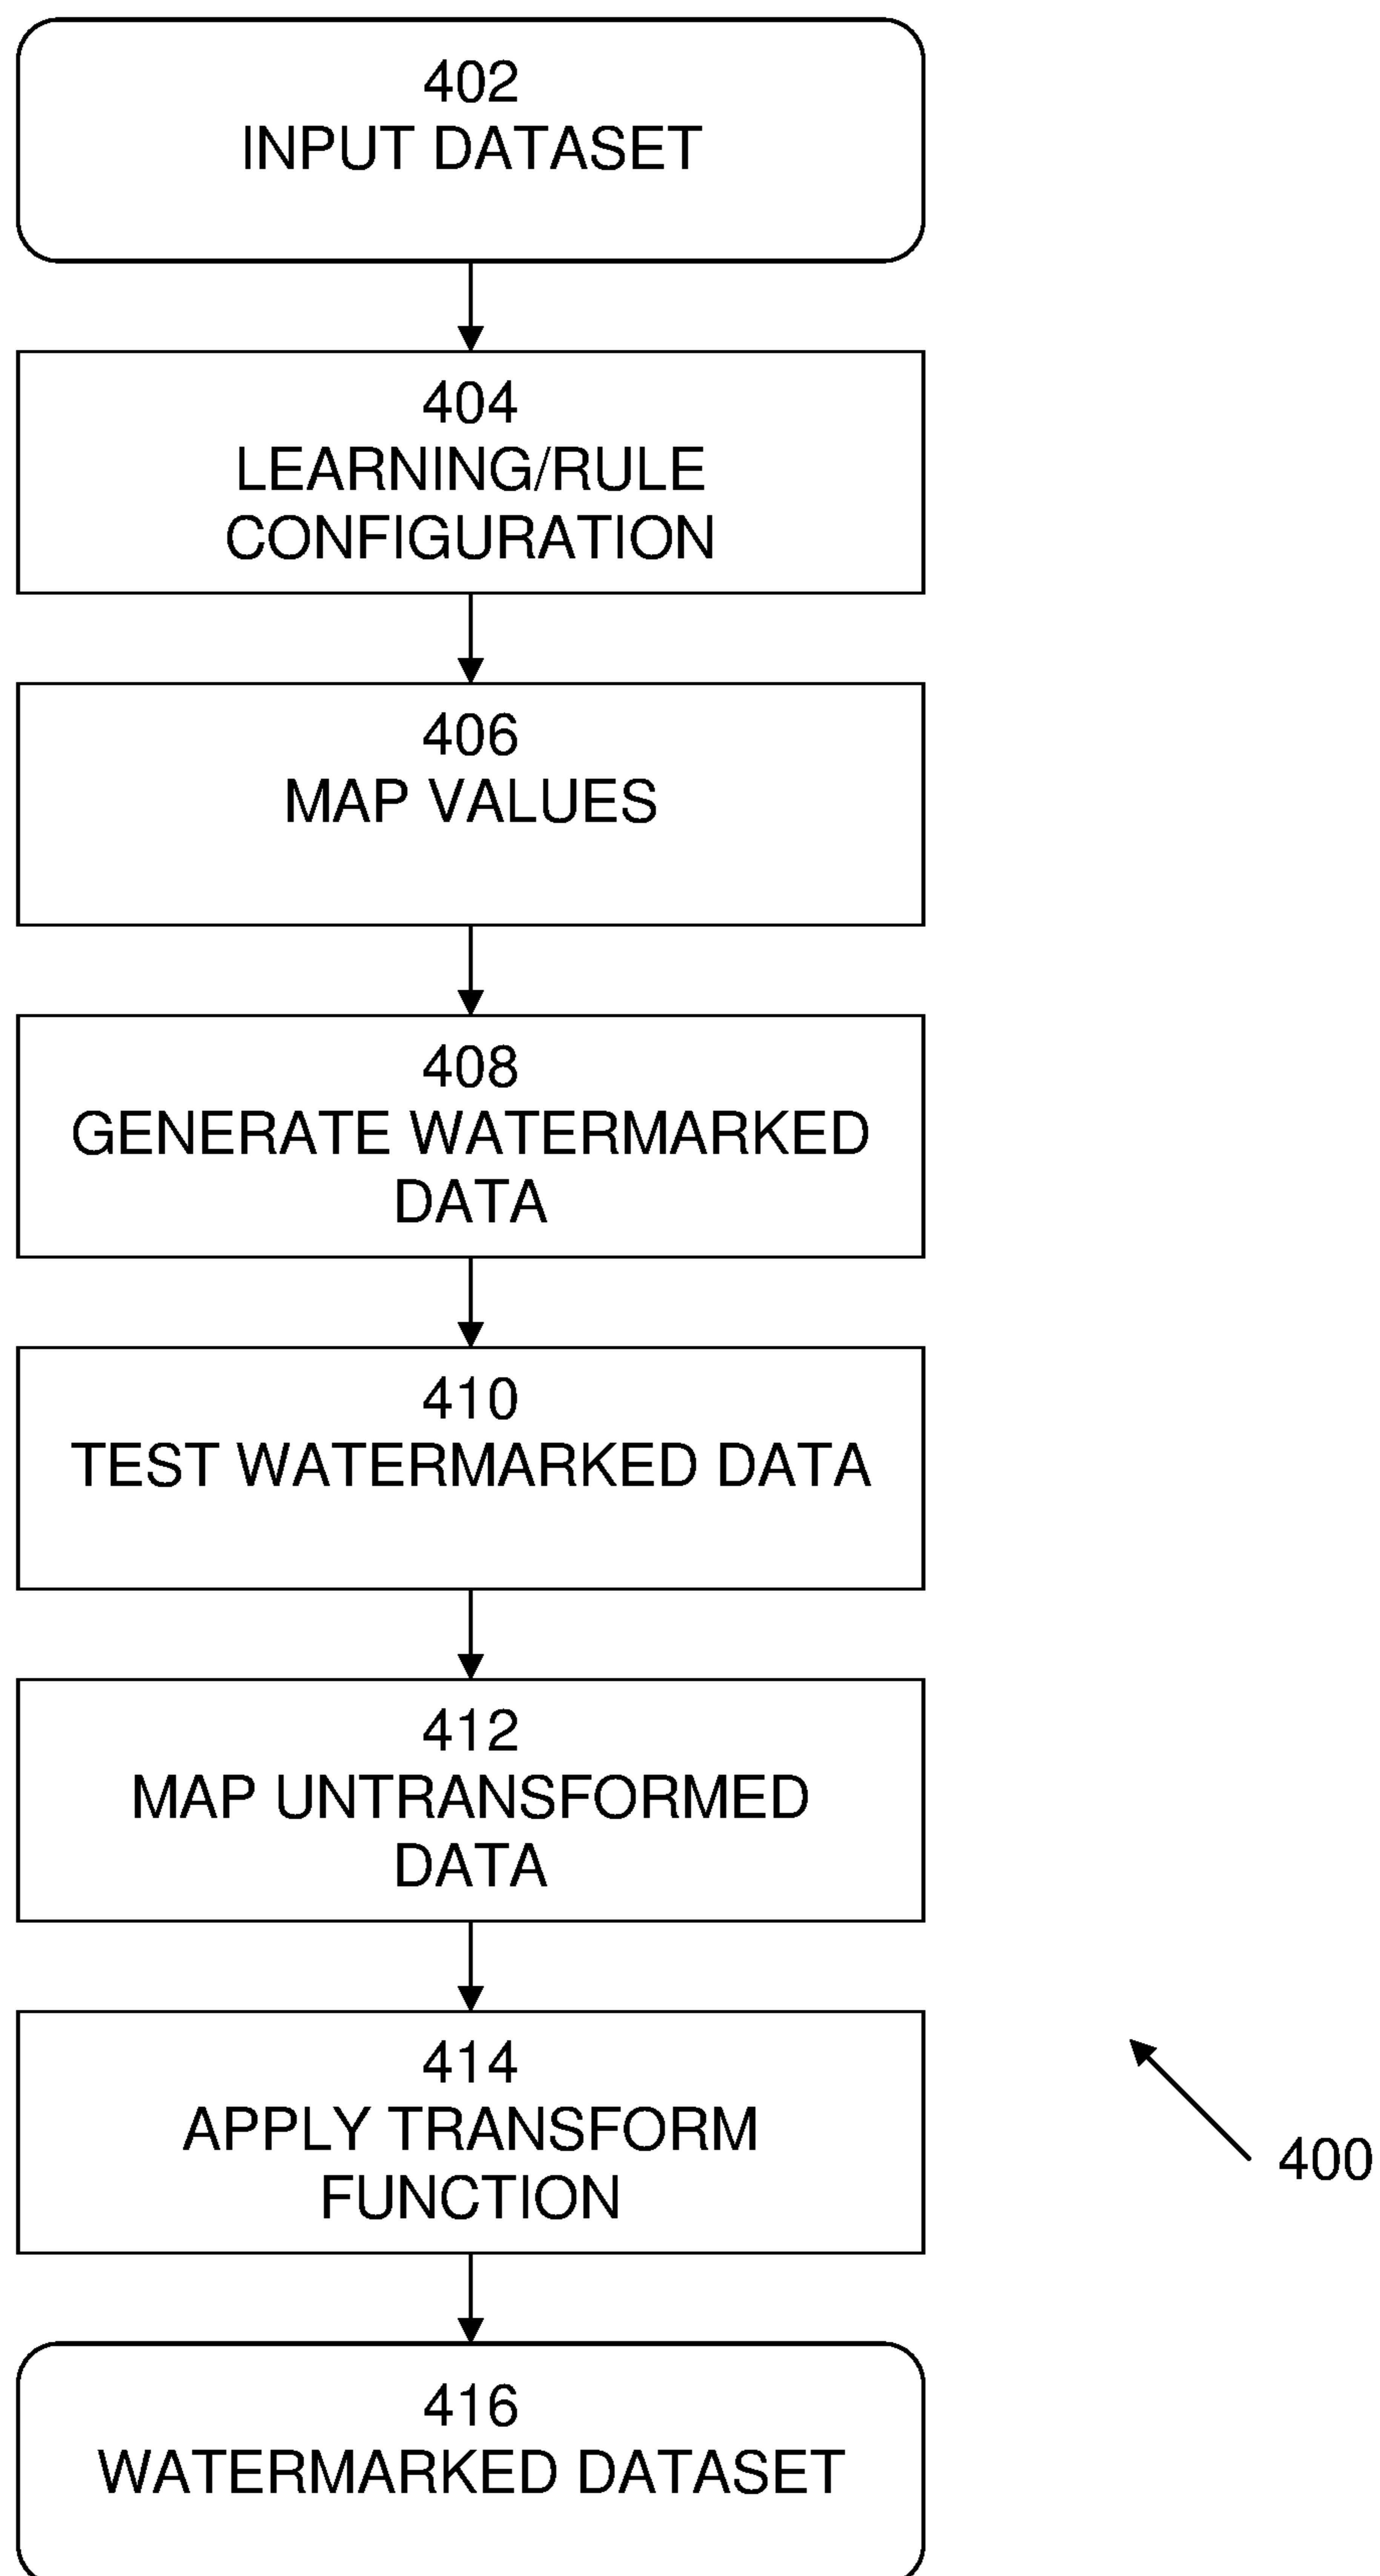 402
INPUT DATASET
404
LEARNING/RULE
CONFIGURATION
406
MAP VALUES
408
GENERATE WATERMARKED
DATA
410
TEST WATERMARKED DATA
412
MAP UNTRANSFORMED
DATA
414
APPLY TRANSFORM
FUNCTION
400
416
WATERMARKED DATASET